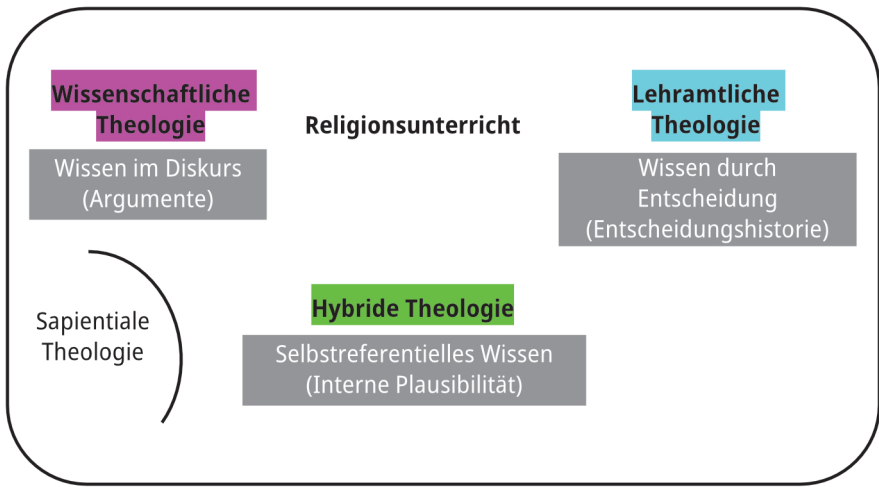 Wissenschaftliche
Theologie
Wissen im Diskurs
(Argumente)
Religionsunterricht
Lehramtliche
Theologie
Wissen durch
Entscheidung
(Entscheidungshistorie)
Sapientiale
Theologie
Hybride Theologie
Selbstreferentielles Wissen
(Interne Plausibilität)